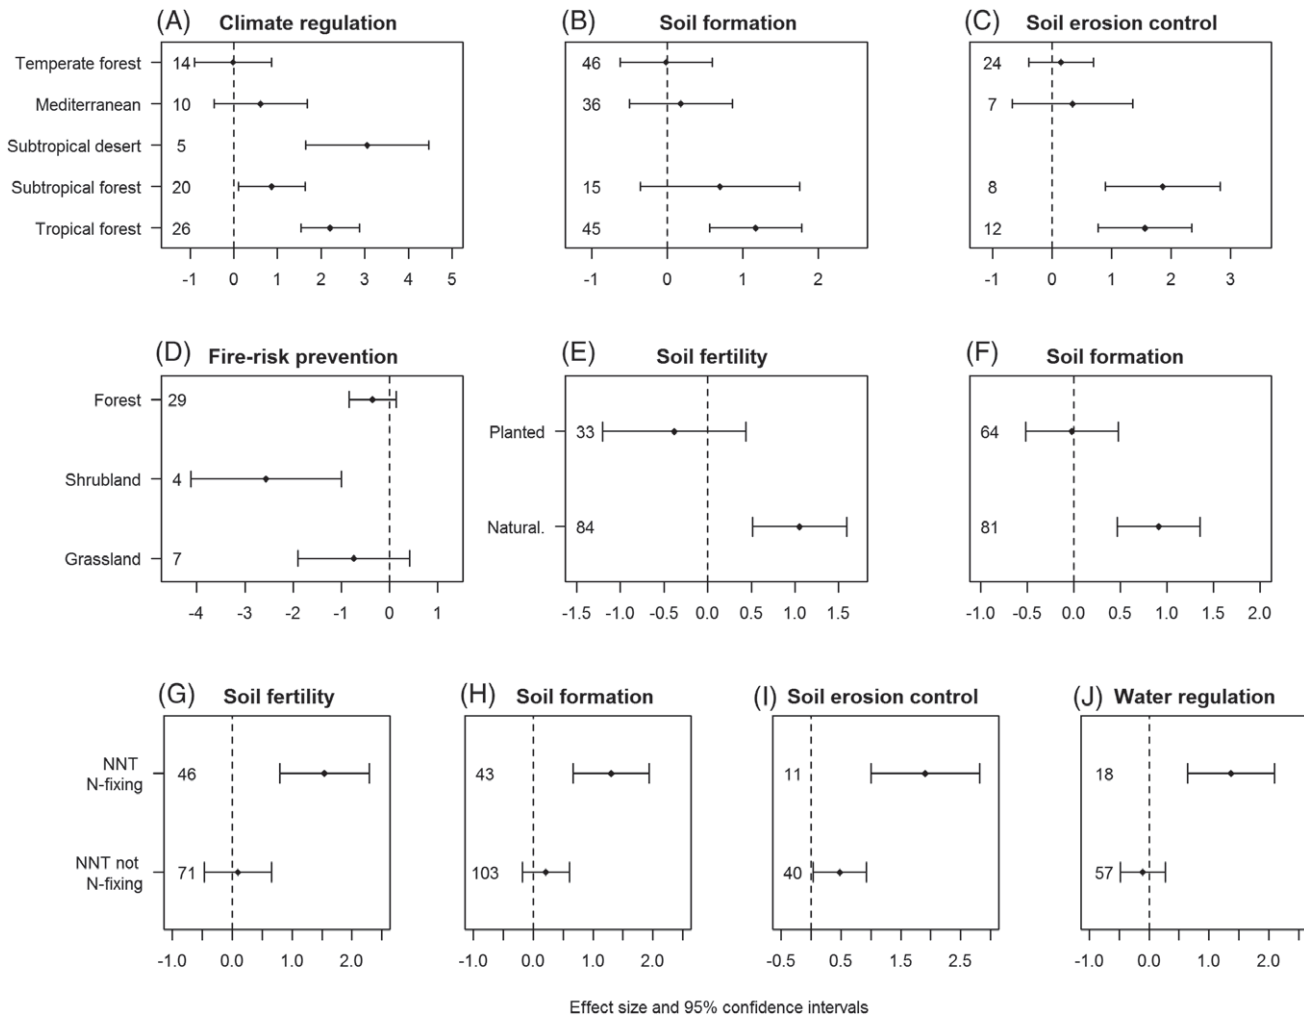 (A) Climate regulation
(B) Soil formation
(C) Soil erosion control
Temperate forest 14 46 24
Mediterranean 10 36 7
Subtropical desert 5
Subtropical forest 20 15 8
Tropical forest 26 45 12
-1 0 1 2 3 4 5
-1 0 1 2
-1 0 1 2 3
(D) Fire-risk prevention
(E) Soil fertility
(F) Soil formation
Forest 29
Shrubland 4
Grassland 7
-4 -3 -2 -1 0 1
Planted 33 64
Natural. 84 81
-1.5 -1.0 -0.5 0.0 0.5 1.0 1.5
-1.0 -0.5 0.0 0.5 1.0 1.5 2.0
(G) Soil fertility
(H) Soil formation
(I) Soil erosion control
(J) Water regulation
NNT
N-fixing
46 43 11 18
NNT not
N-fixing
71 103 40 57
-1.0 0.0 1.0 2.0
-1.0 0.0 1.0 2.0
-0.5 0.5 1.5 2.5
-1.0 0.0 1.0 2.0
Effect size and 95% confidence intervals